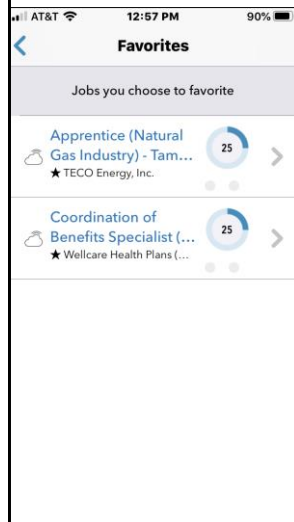 AT&T 12:57 PM 90%
Favorites
Jobs you choose to favorite
Apprentice (Natural
Gas Industry) - Tam...
★ TECO Energy, Inc.
25
Coordination of
Benefits Specialist (...
★ Wellcare Health Plans (...
25